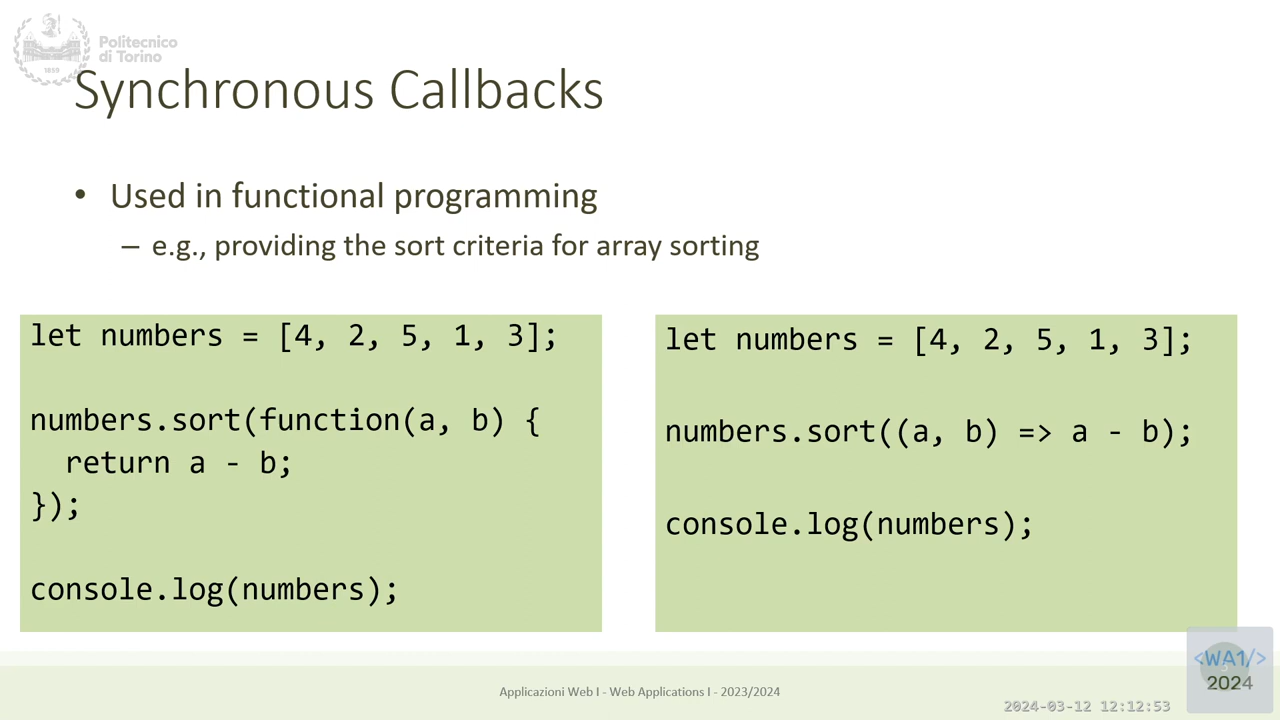 Politecnico
di Torino
1859
Synchronous Callbacks
• Used in functional programming
– e.g., providing the sort criteria for array sorting
let numbers = [4, 2, 5, 1, 3];
numbers.sort(function(a, b) {
  return a - b;
});
console.log(numbers);
let numbers = [4, 2, 5, 1, 3];
numbers.sort((a, b) => a - b);
console.log(numbers);
Applicazioni Web I - Web Applications I - 2023/2024
2024-03-12 12:12:53
<WA1/>
2024